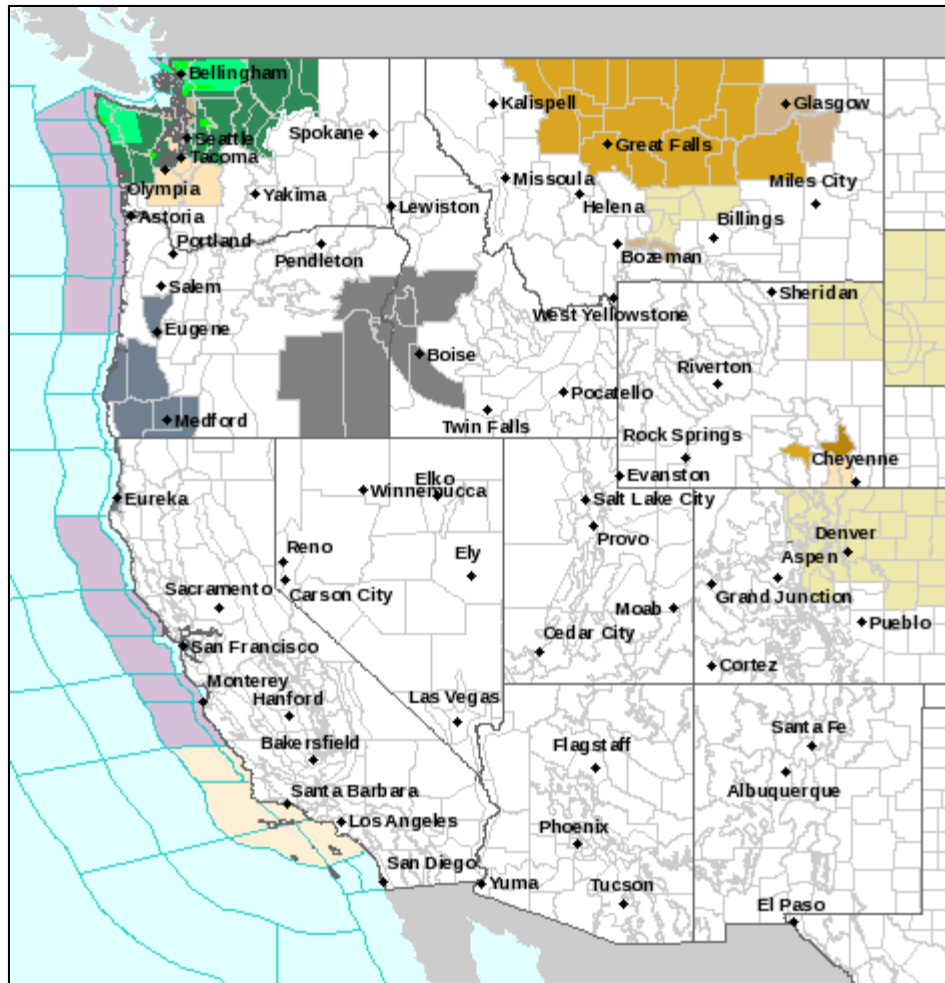 Bellingham
Kalispell
Glasgow
Spokane
Seattle
Great Falls
Tacoma
Missoula
Miles City
Olympia
Yakima
Lewiston
Helena
Astoria
Billings
Portland
Bozeman
Pendleton
Salem
Sheridan
West Yellowstone
Eugene
Boise
Riverton
Pocatello
Medford
Twin Falls
Rock Springs
Cheyenne
Elko
Evanston
Winnemucca
Eureka
Salt Lake City
Denver
Provo
Reno
Ely
Aspen
Sacramento
Carson City
Grand Junction
Moab
Pueblo
Cedar City
San Francisco
Cortez
Monterey
Hanford
Las Vegas
Santa Fe
Bakersfield
Flagstaff
Albuquerque
Santa Barbara
Los Angeles
Phoenix
San Diego
Yuma
Tucson
El Paso